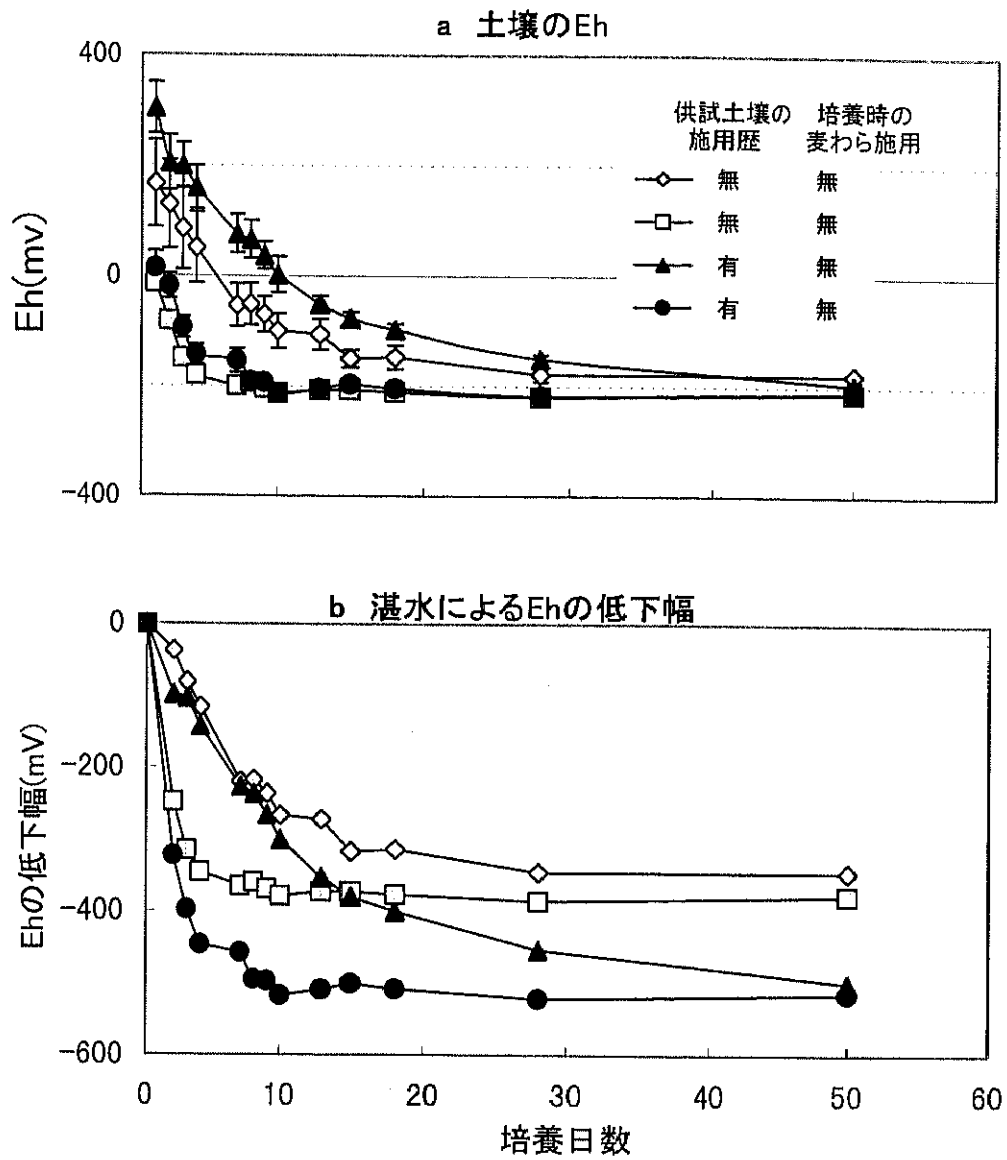 a 土壌のEh
400
0
-400
Eh(mv)
供試土壌の 培養時の
施用歴 麦わら施用
無 無
無 無
有 無
有 無
b 湛水によるEhの低下幅
0
-200
-400
-600
Ehの低下幅(mV)
0 10 20 30 40 50 60
培養日数